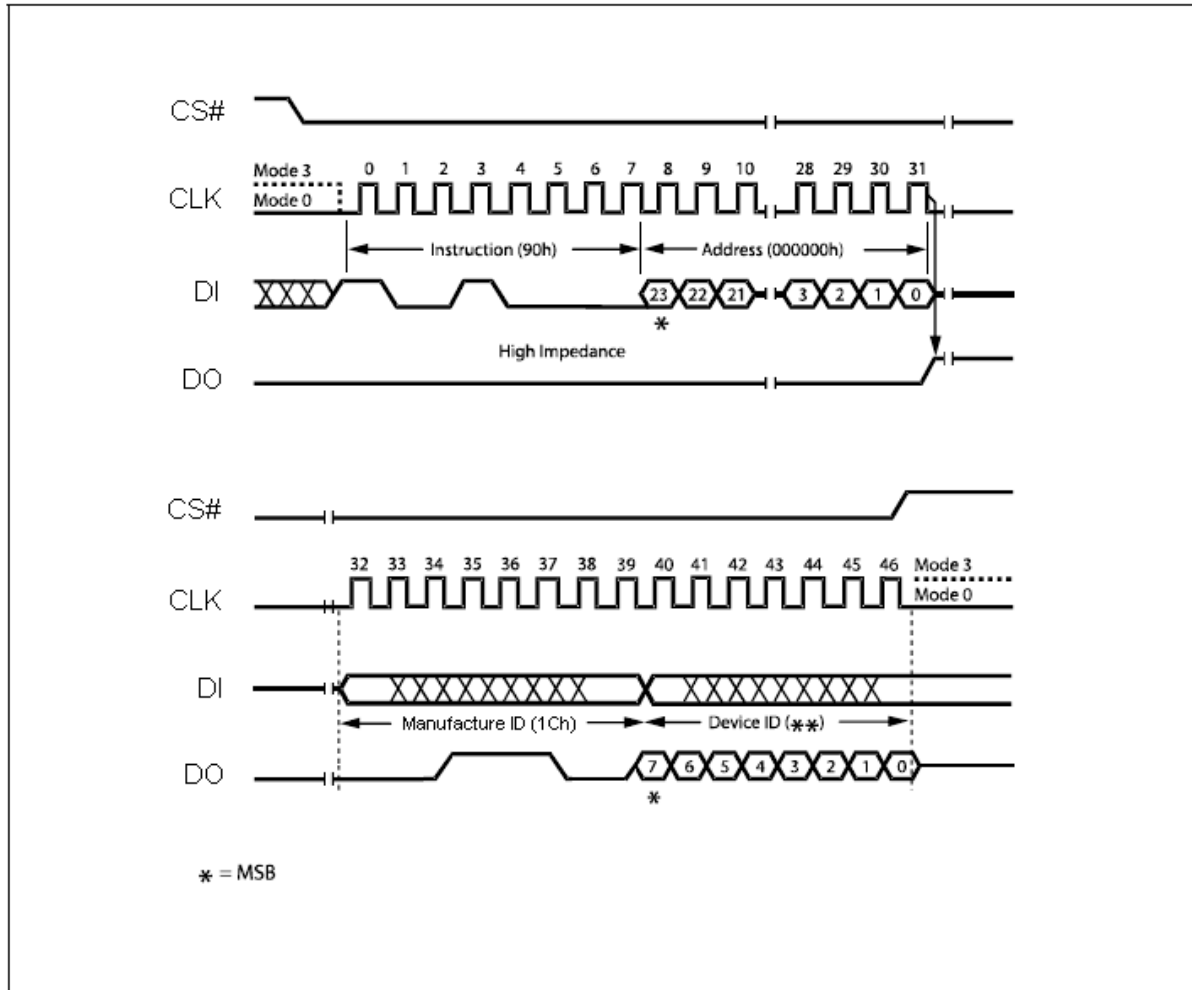 CS#
Mode 3
0 1 2 3 4 5 6 7 8 9 10 28 29 30 31
CLK
Mode 0
Instruction (90h)
Address (000000h)
DI
23 22 21 3 2 1 0
*
High Impedance
DO
CS#
32 33 34 35 36 37 38 39 40 41 42 43 44 45 46
Mode 3
CLK
Mode 0
DI
Manufacture ID (1Ch)
Device ID (**)
DO
7 6 5 4 3 2 1 0
*
* = MSB